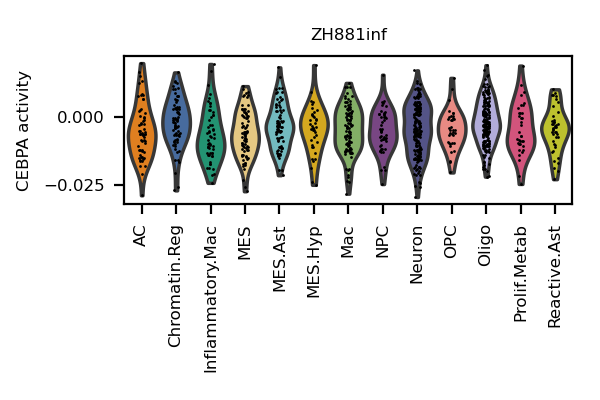 ZH881inf
CEBPA activity
0.000
−0.025
AC
Chromatin.Reg
Inflammatory.Mac
MES
MES.Ast
MES.Hyp
Mac
NPC
Neuron
OPC
Oligo
Prolif.Metab
Reactive.Ast